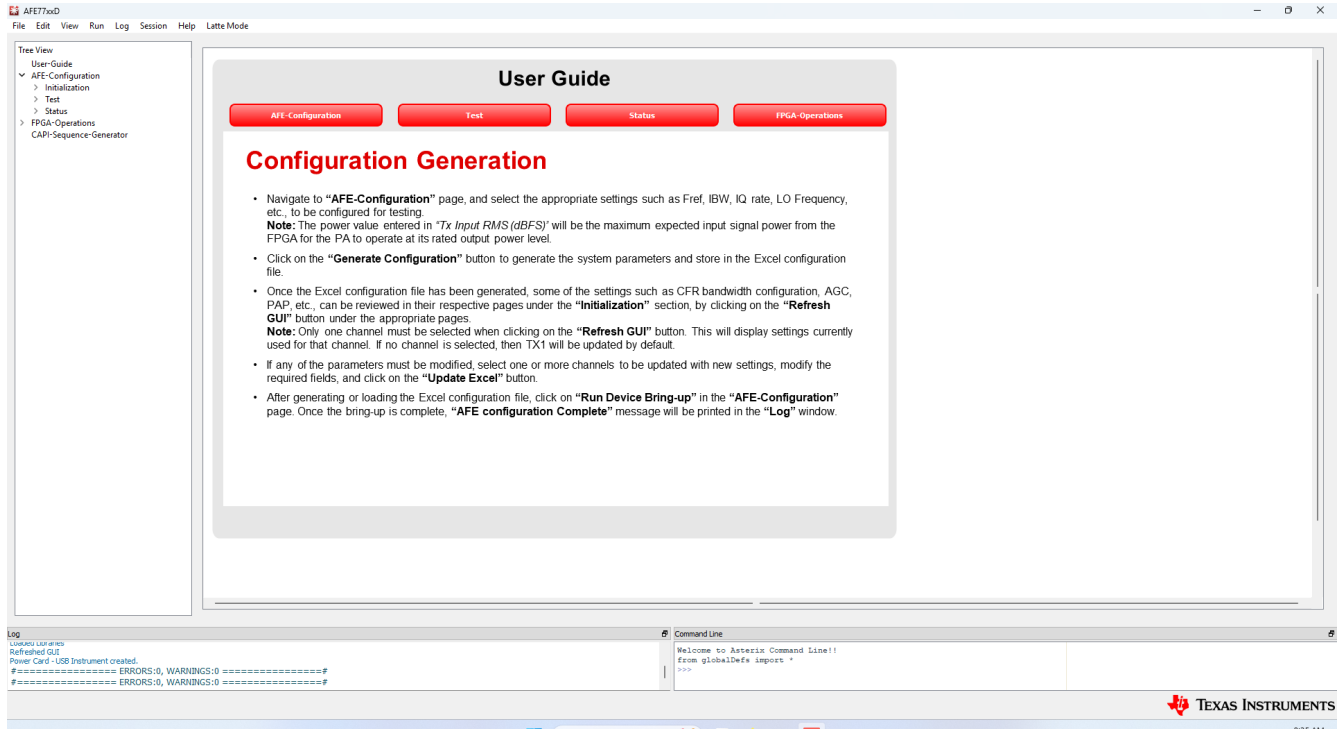 AFE77xxD
File Edit View Run Log Session Help Latte Mode
Tree View
User-Guide
AFE-Configuration
Initialization
Test
Status
FPGA-Operations
CAPI-Sequence-Generator
User Guide
AFE-Configuration Test Status FPGA-Operations
Configuration Generation
• Navigate to “AFE-Configuration” page, and select the appropriate settings such as Fref, IBW, IQ rate, LO Frequency,
etc., to be configured for testing.
Note: The power value entered in “Tx Input RMS (dBFS)” will be the maximum expected input signal power from the
FPGA for the PA to operate at its rated output power level.
• Click on the “Generate Configuration” button to generate the system parameters and store in the Excel configuration
file.
• Once the Excel configuration file has been generated, some of the settings such as CFR bandwidth configuration, AGC,
PAP, etc., can be reviewed in their respective pages under the “Initialization” section, by clicking on the “Refresh
GUI” button under the appropriate pages.
Note: Only one channel must be selected when clicking on the “Refresh GUI” button. This will display settings currently
used for that channel. If no channel is selected, then TX1 will be updated by default.
• If any of the parameters must be modified, select one or more channels to be updated with new settings, modify the
required fields, and click on the “Update Excel” button.
• After generating or loading the Excel configuration file, click on “Run Device Bring-up” in the “AFE-Configuration”
page. Once the bring-up is complete, “AFE configuration Complete” message will be printed in the “Log” window.
Log
Loaded Libraries
Refreshed GUI
Power Card - USB Instrument created.
#================ ERRORS:0, WARNINGS:0 ================#
#================ ERRORS:0, WARNINGS:0 ================#
Command Line
Welcome to Asterix Command Line!!
from globalDefs import *
>>>
TEXAS INSTRUMENTS